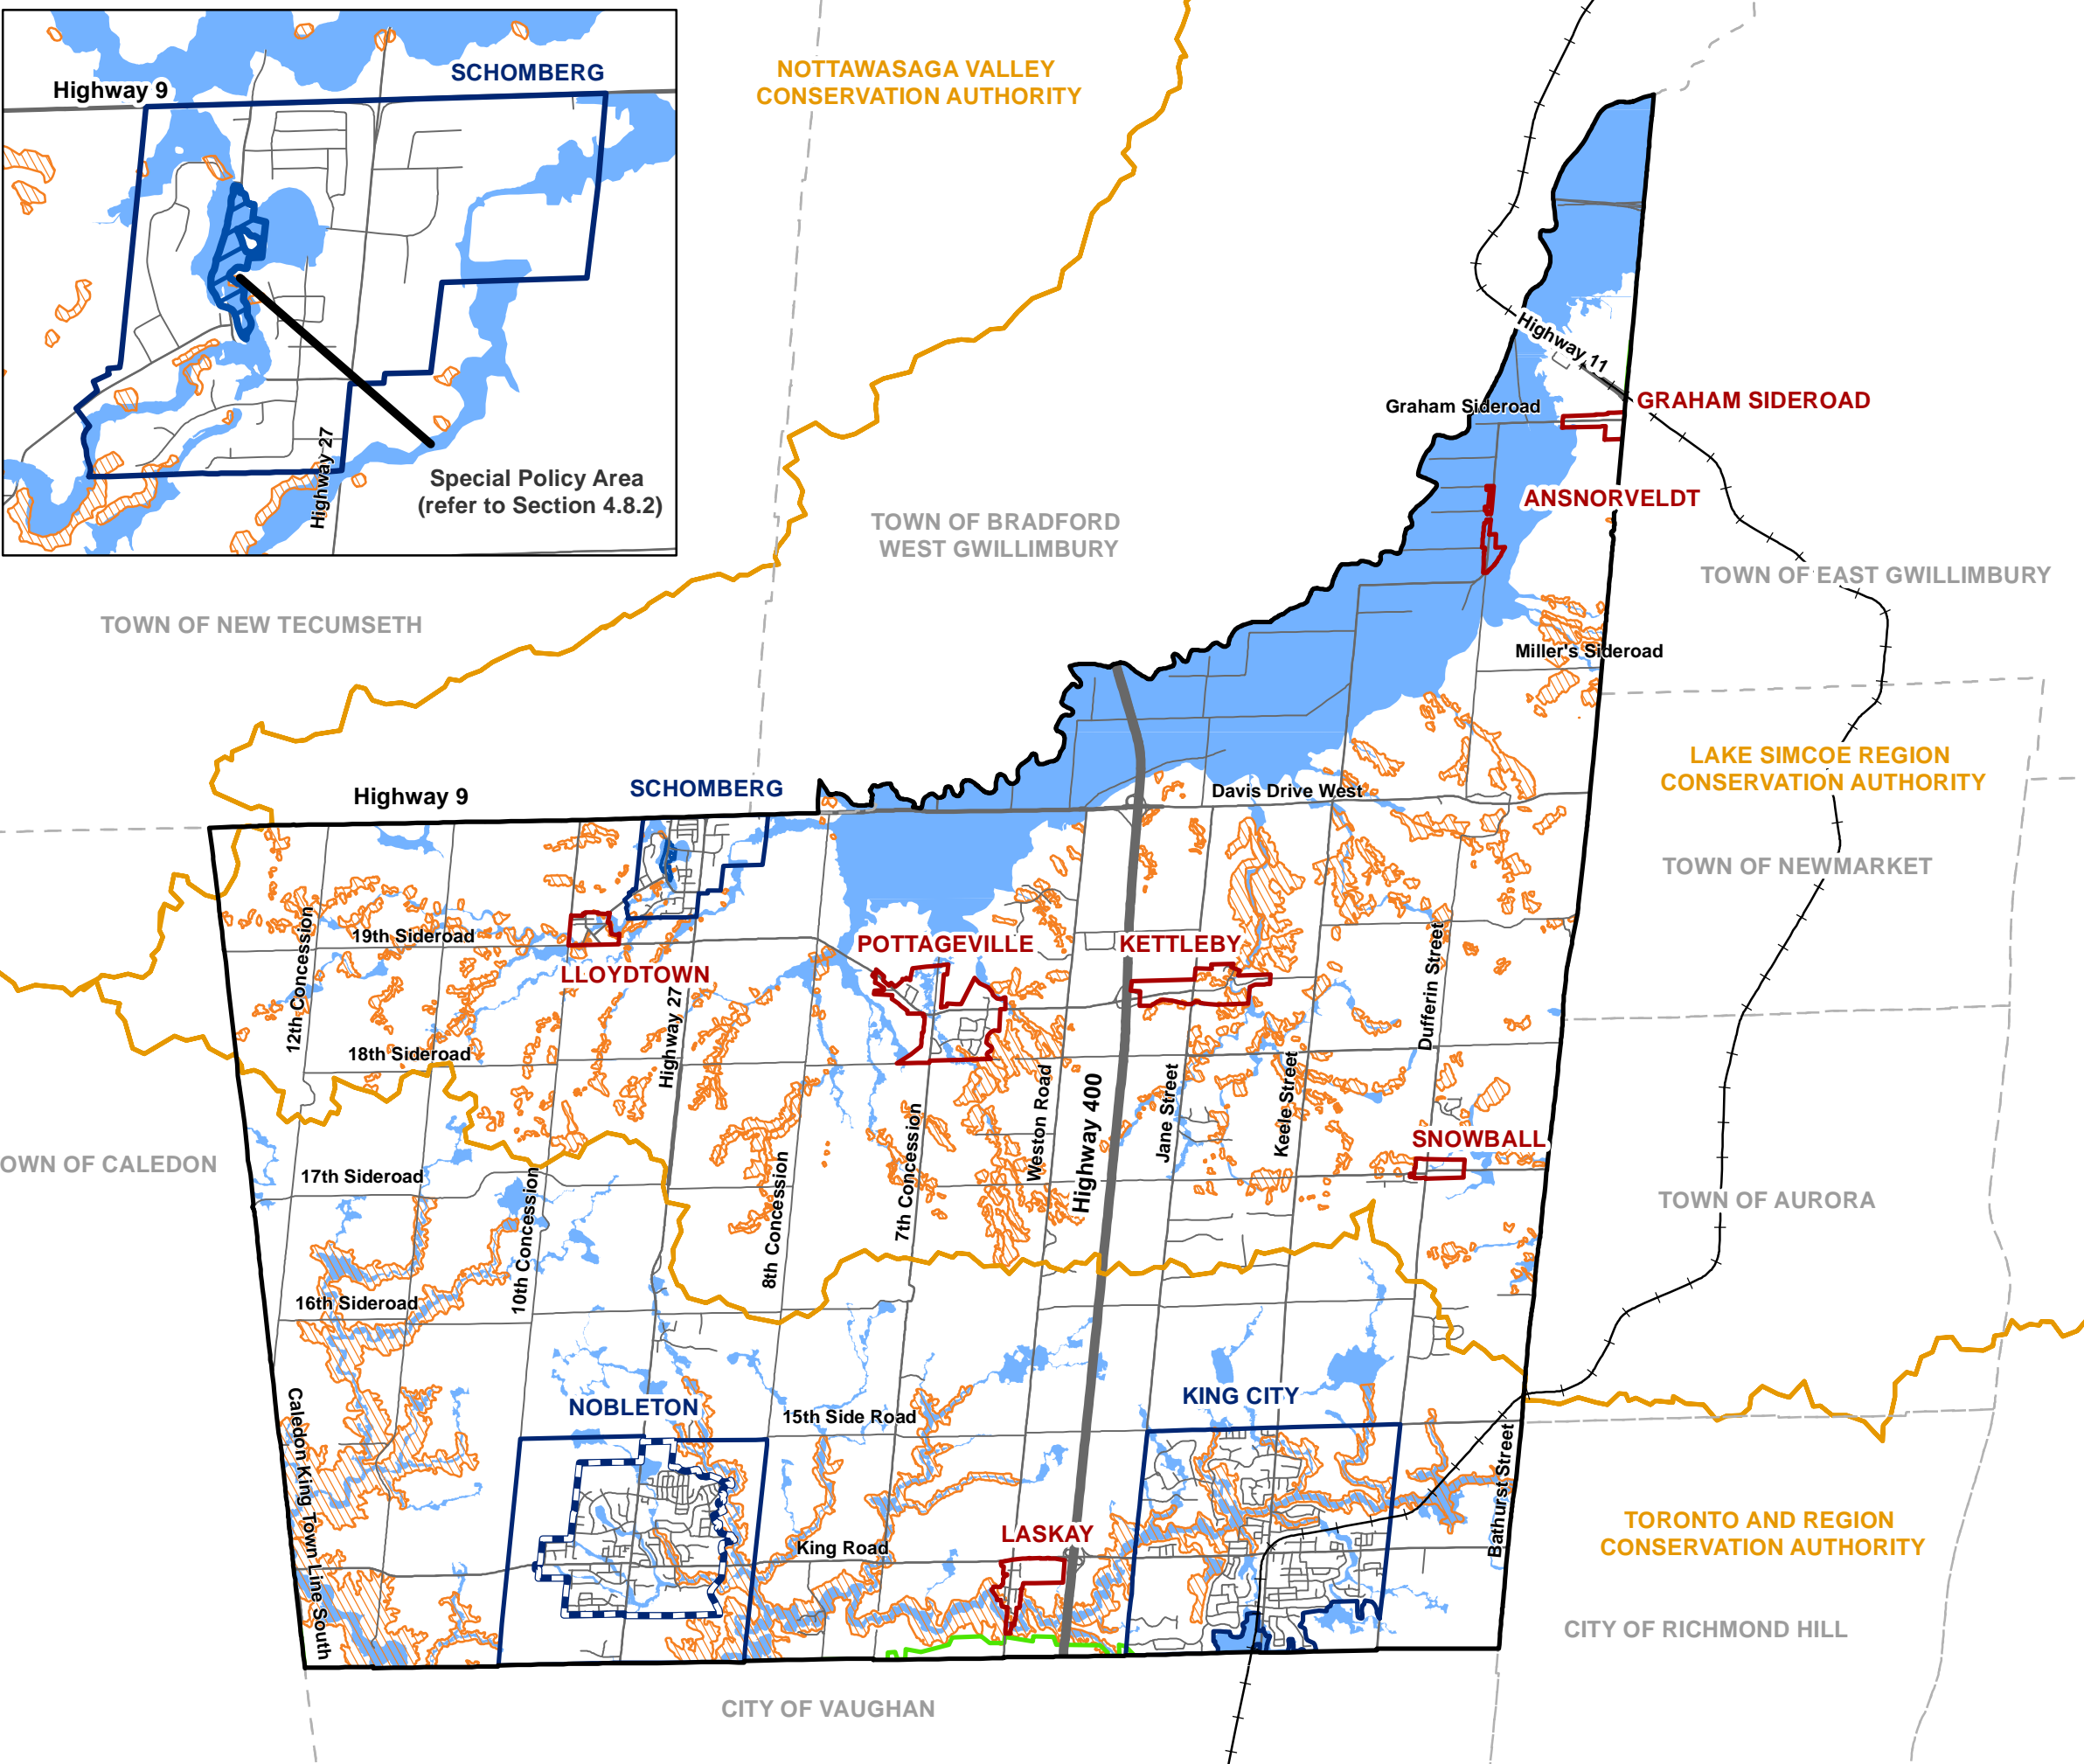 SCHOMBERG
Highway 9
Highway 27
Special Policy Area
(refer to Section 4.8.2)
NOTTAWASAGA VALLEY
CONSERVATION AUTHORITY
Highway 11
Graham Sideroad
GRAHAM SIDEROAD
ANSNORVELDT
TOWN OF BRADFORD
WEST GWILLIMBURY
TOWN OF EAST GWILLIMBURY
TOWN OF NEW TECUMSETH
Miller's Sideroad
LAKE SIMCOE REGION
CONSERVATION AUTHORITY
Highway 9
SCHOMBERG
Davis Drive West
TOWN OF NEWMARKET
12th Concession
19th Sideroad
LLOYDTOWN
POTTAGEVILLE
KETTLEBY
Dufferin Street
Highway 27
18th Sideroad
Weston Road
Highway 400
Jane Street
Keele Street
SNOWBALL
OWN OF CALEDON
17th Sideroad
10th Concession
8th Concession
7th Concession
TOWN OF AURORA
16th Sideroad
Caledon King Town Line South
NOBLETON
15th Side Road
KING CITY
Bathurst Street
LASKAY
King Road
TORONTO AND REGION
CONSERVATION AUTHORITY
CITY OF RICHMOND HILL
CITY OF VAUGHAN